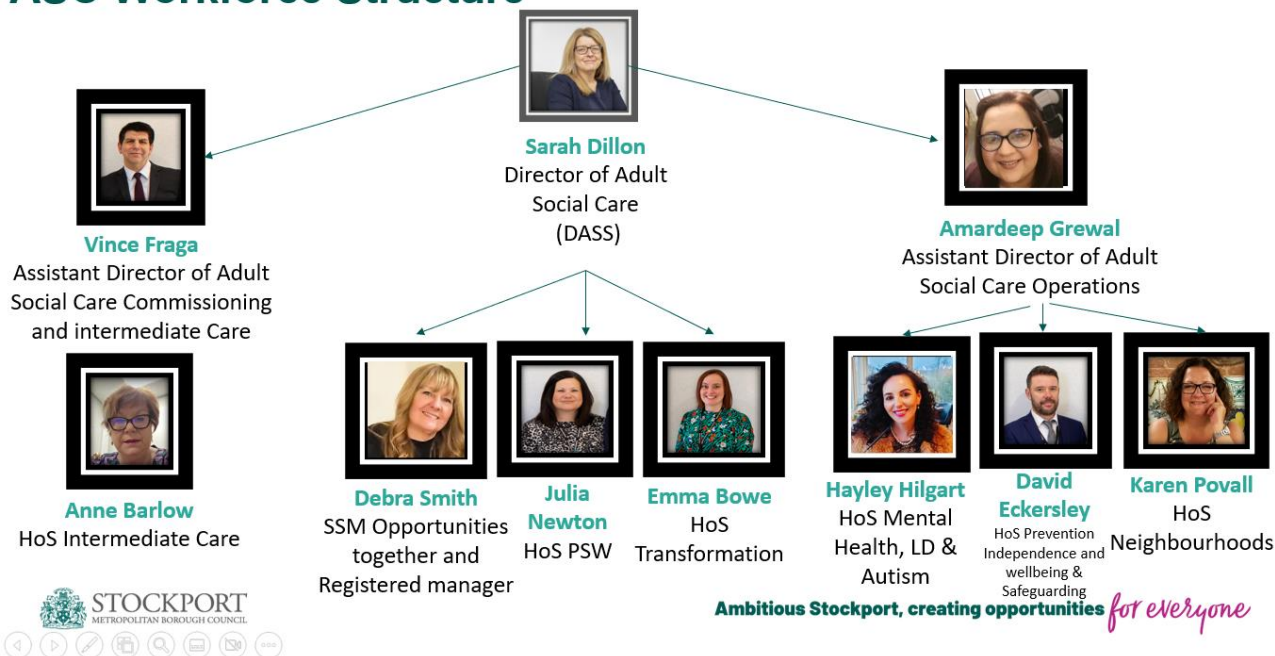 ASC Workforce Structure
Sarah Dillon
Director of Adult
Social Care
(DASS)
Vince Fraga
Assistant Director of Adult
Social Care Commissioning
and intermediate Care
Amardeep Grewal
Assistant Director of Adult
Social Care Operations
Anne Barlow
HoS Intermediate Care
Debra Smith
SSM Opportunities
together and
Registered manager
Julia
Newton
HoS PSW
Emma Bowe
HoS
Transformation
Hayley Hilgart
HoS Mental
Health, LD &
Autism
David
Eckersley
HoS Prevention
Independence and
wellbeing &
Safeguarding
Karen Povall
HoS
Neighbourhoods
STOCKPORT
METROPOLITAN BOROUGH COUNCIL
Ambitious Stockport, creating opportunities for everyone